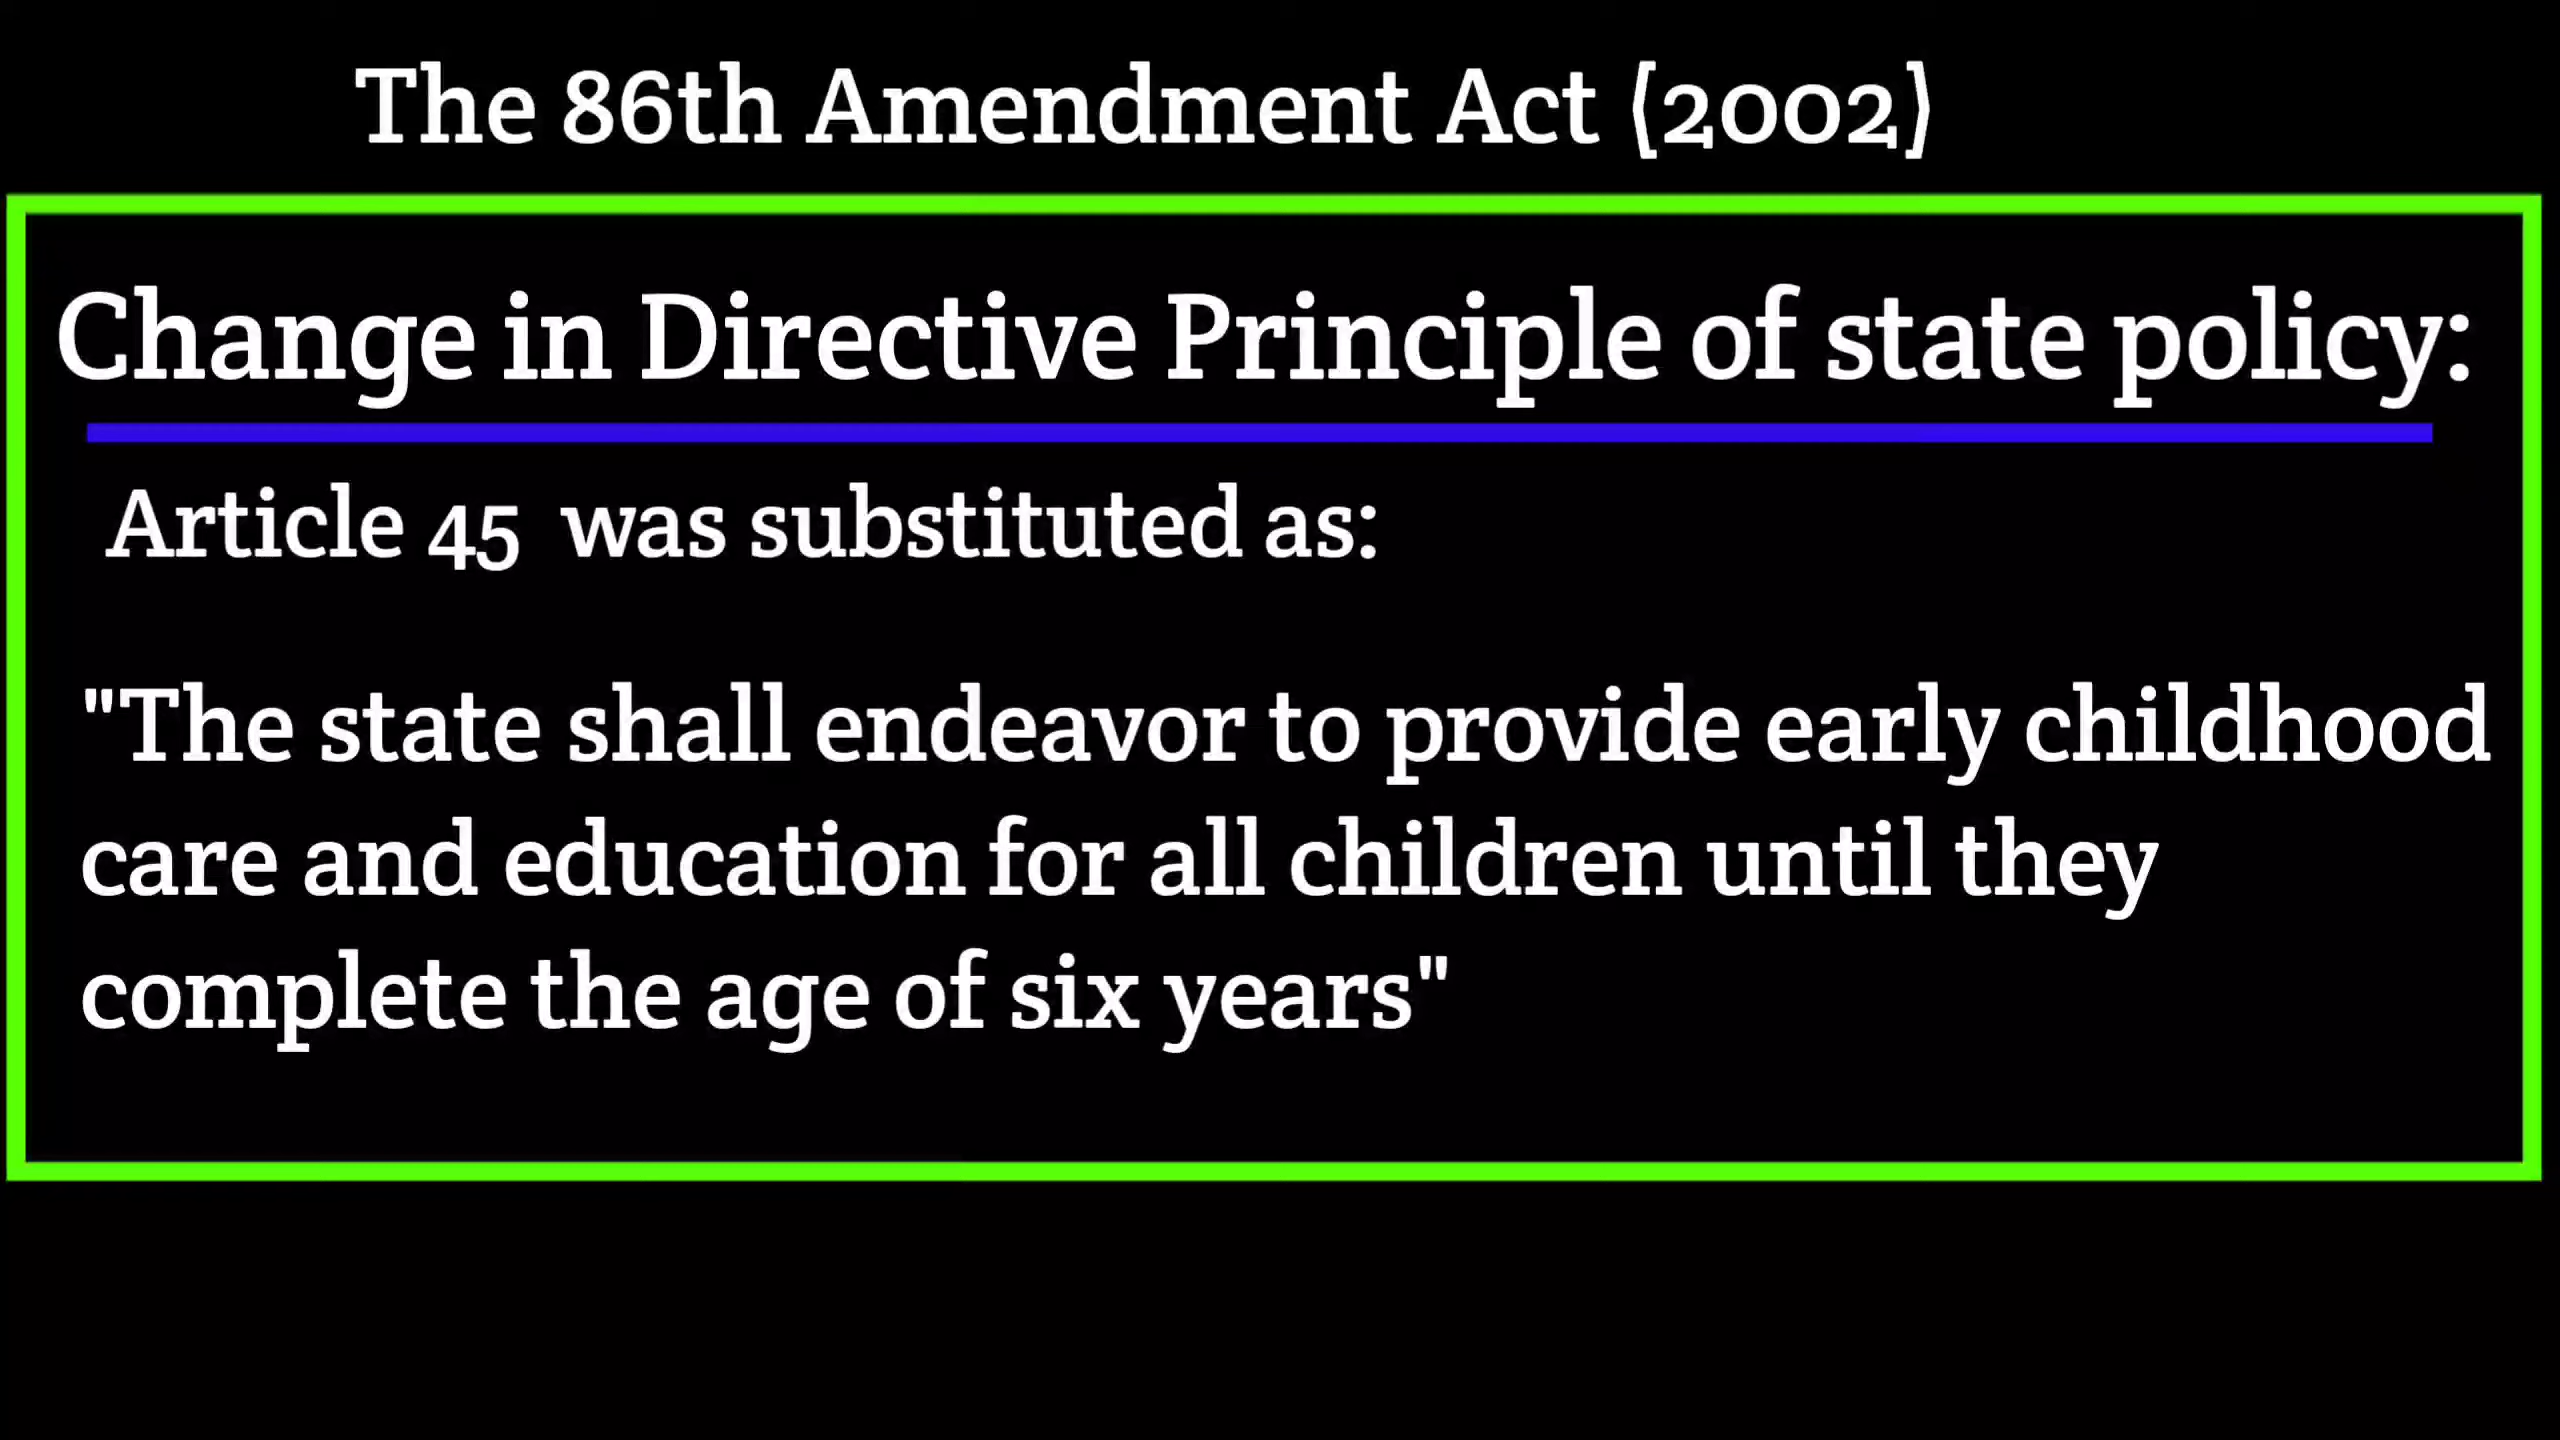 The 86th Amendment Act (2002)
Change in Directive Principle of state policy:
Article 45 was substituted as:
"The state shall endeavor to provide early childhood
care and education for all children until they
complete the age of six years"